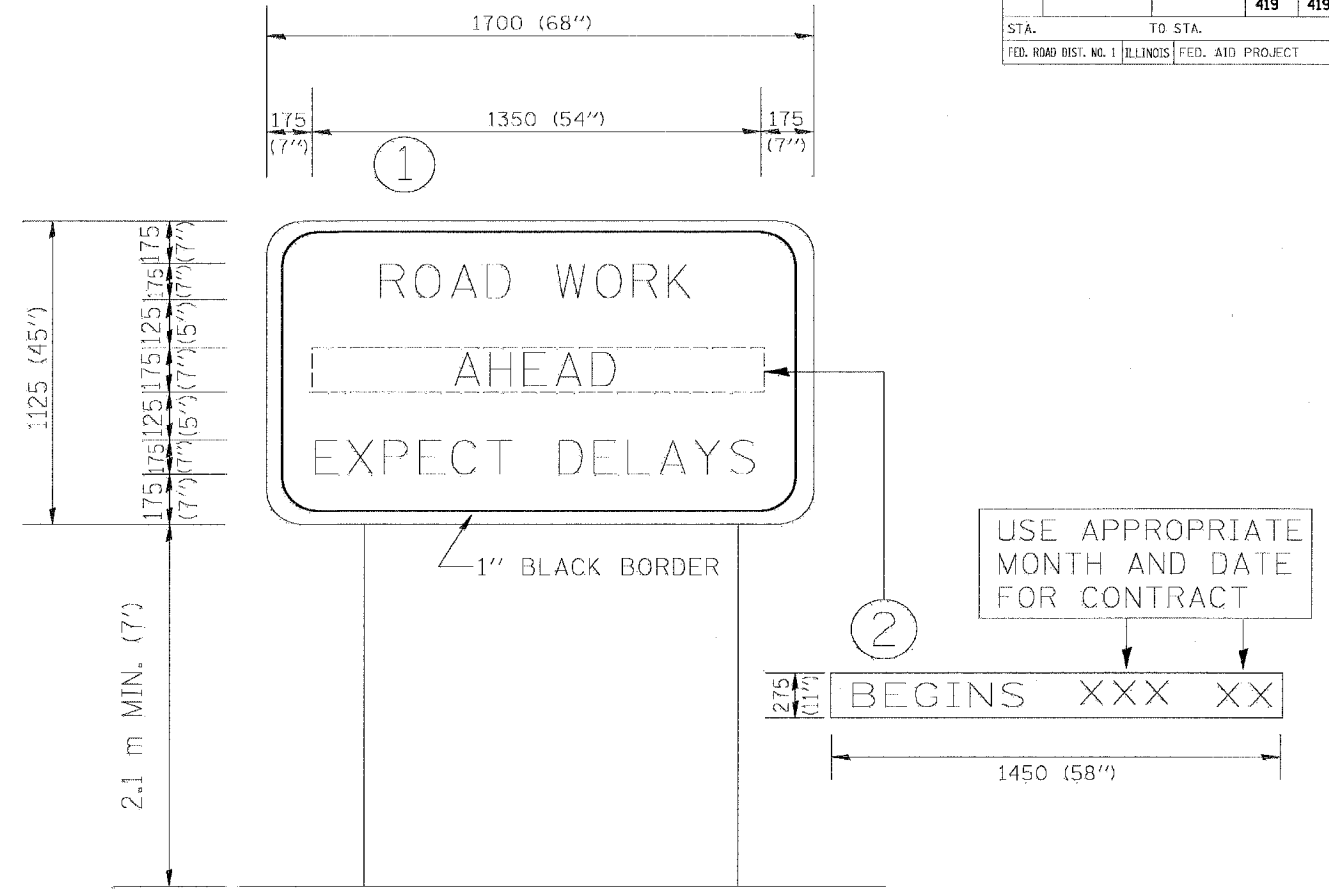 419 419
STA. TO STA.
FED. ROAD DIST. NO. 1 ILLINOIS FED. AID PROJECT
1700 (68")
175 (7")
1350 (54")
175 (7")
1
1125 (45")
175 (7")
175 (7")
125 (5")
175 (7")
125 (5")
175 (7")
175 (7")
ROAD WORK
AHEAD
EXPECT DELAYS
1" BLACK BORDER
2.1 m MIN. (7')
2
USE APPROPRIATE
MONTH AND DATE
FOR CONTRACT
275 (11")
BEGINS XXX XX
1450 (58")